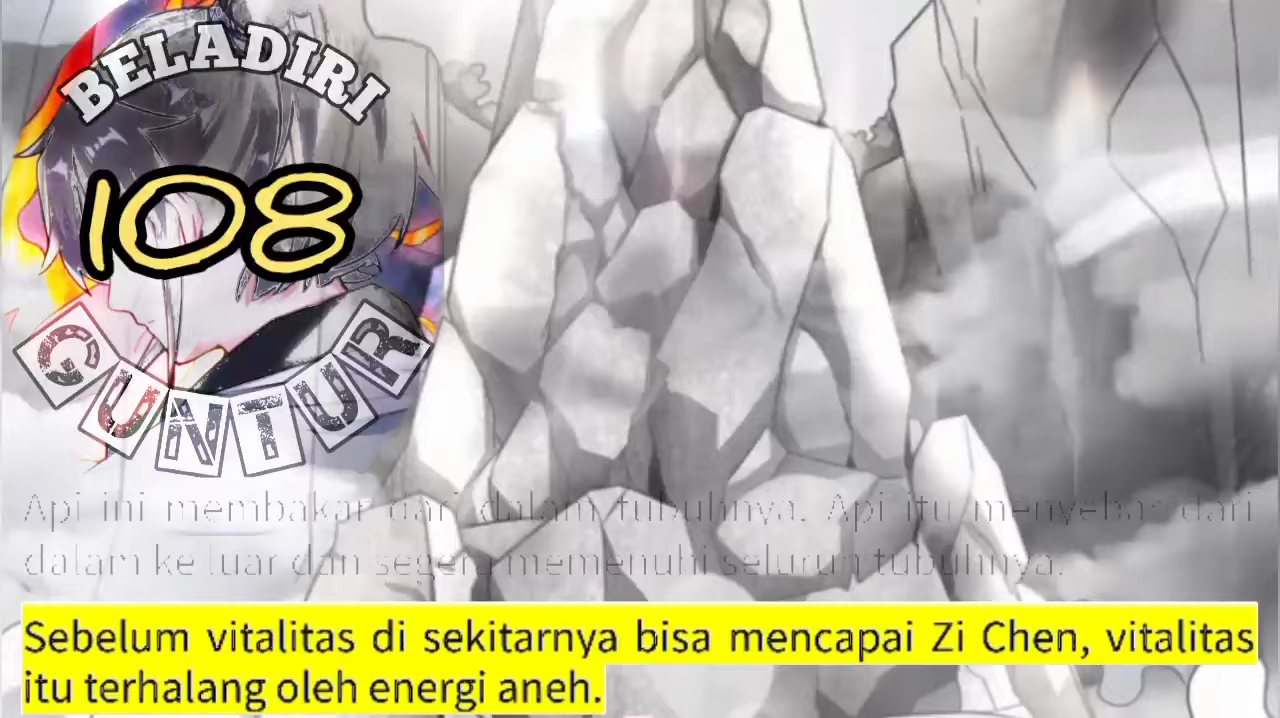 BELADIRI
108
GUNTUR
Api ini membakar dari dalam tubuhnya. Api itu menyebar dari
dalam ke luar dan segera memenuhi seluruh tubuhnya.
Sebelum vitalitas di sekitarnya bisa mencapai Zi Chen, vitalitas
itu terhalang oleh energi aneh.